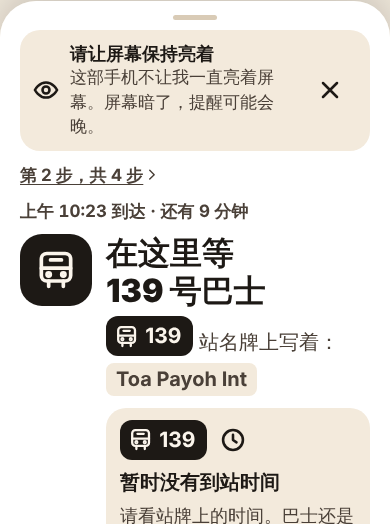 请让屏幕保持亮着
这部手机不让我一直亮着屏
幕。屏幕暗了，提醒可能会
晚。
第 2 步，共 4 步
上午 10:23 到达 · 还有 9 分钟
在这里等
139 号巴士
139 站名牌上写着：
Toa Payoh Int
139
暂时没有到站时间
请看站牌上的时间。巴士还是